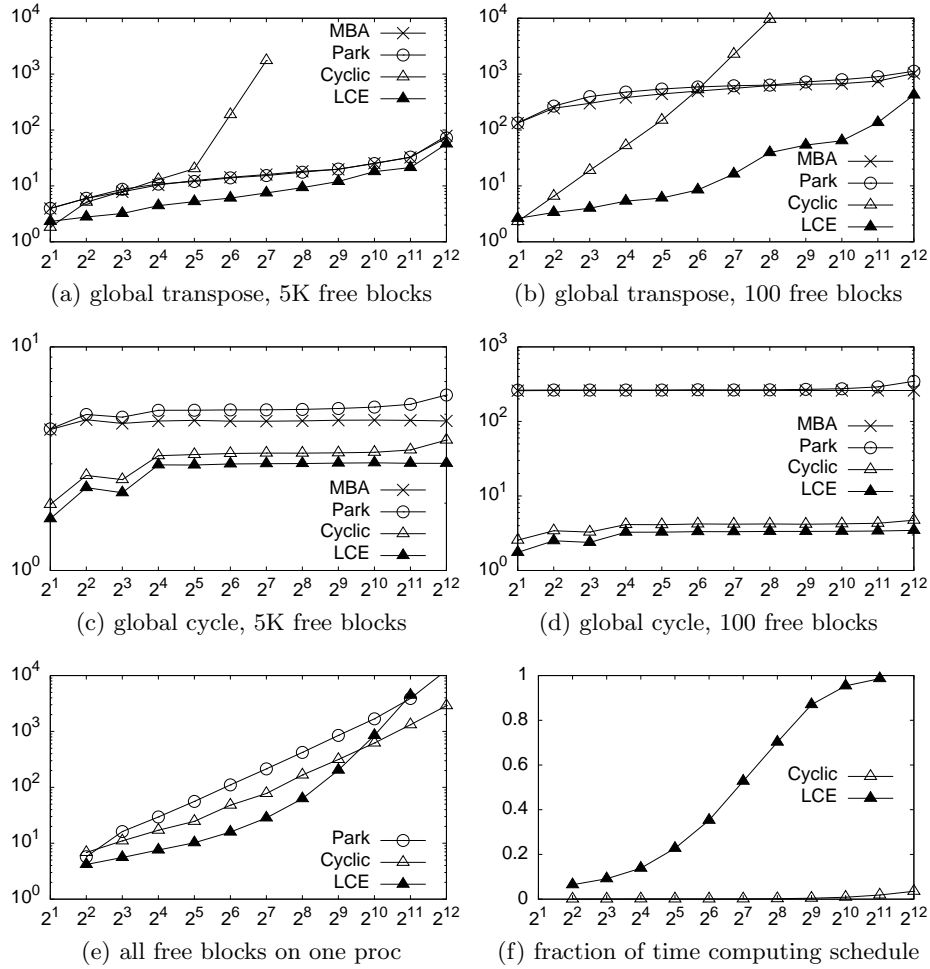 10^4
10^3
10^2
10^1
10^0
MBA
Park
Cyclic
LCE
2^1 2^2 2^3 2^4 2^5 2^6 2^7 2^8 2^9 2^10 2^11 2^12
(a) global transpose, 5K free blocks
10^4
10^3
10^2
10^1
10^0
MBA
Park
Cyclic
LCE
2^1 2^2 2^3 2^4 2^5 2^6 2^7 2^8 2^9 2^10 2^11 2^12
(b) global transpose, 100 free blocks
10^1
10^0
MBA
Park
Cyclic
LCE
2^1 2^2 2^3 2^4 2^5 2^6 2^7 2^8 2^9 2^10 2^11 2^12
(c) global cycle, 5K free blocks
10^3
10^2
10^1
10^0
MBA
Park
Cyclic
LCE
2^1 2^2 2^3 2^4 2^5 2^6 2^7 2^8 2^9 2^10 2^11 2^12
(d) global cycle, 100 free blocks
10^4
10^3
10^2
10^1
10^0
Park
Cyclic
LCE
2^1 2^2 2^3 2^4 2^5 2^6 2^7 2^8 2^9 2^10 2^11 2^12
(e) all free blocks on one proc
1
0.8
0.6
0.4
0.2
0
Cyclic
LCE
2^1 2^2 2^3 2^4 2^5 2^6 2^7 2^8 2^9 2^10 2^11 2^12
(f) fraction of time computing schedule